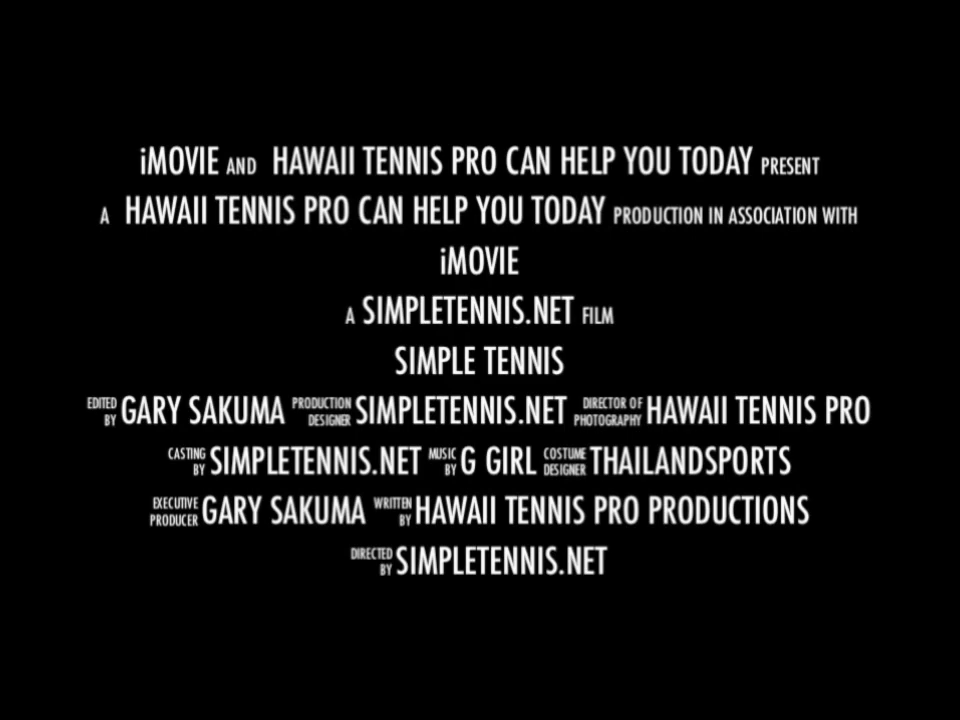 iMOVIE AND HAWAII TENNIS PRO CAN HELP YOU TODAY PRESENT
A HAWAII TENNIS PRO CAN HELP YOU TODAY PRODUCTION IN ASSOCIATION WITH
iMOVIE
A SIMPLETENNIS.NET FILM
SIMPLE TENNIS
EDITED BY GARY SAKUMA PRODUCTION DESIGNER SIMPLETENNIS.NET DIRECTOR OF PHOTOGRAPHY HAWAII TENNIS PRO
CASTING BY SIMPLETENNIS.NET MUSIC BY G GIRL COSTUME DESIGNER THAILANDSPORTS
EXECUTIVE PRODUCER GARY SAKUMA WRITTEN BY HAWAII TENNIS PRO PRODUCTIONS
DIRECTED BY SIMPLETENNIS.NET